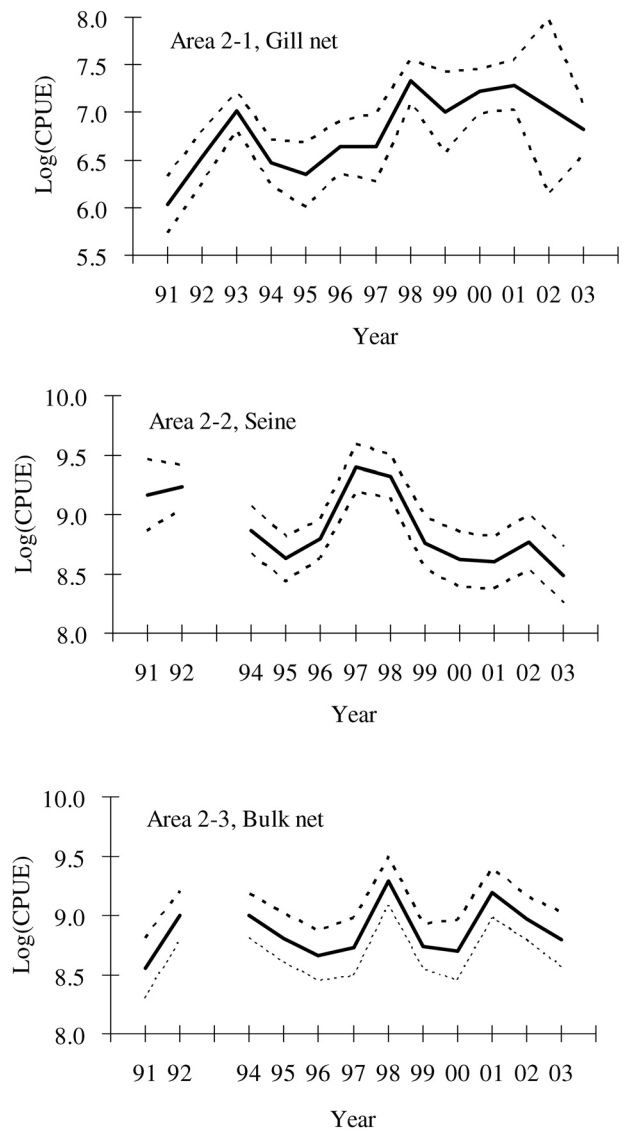 8.0
Area 2-1, Gill net
7.5
7.0
6.5
6.0
5.5
Log(CPUE)
91 92 93 94 95 96 97 98 99 00 01 02 03
Year
10.0
Area 2-2, Seine
9.5
9.0
8.5
8.0
Log(CPUE)
91 92 94 95 96 97 98 99 00 01 02 03
Year
10.0
Area 2-3, Bulk net
9.5
9.0
8.5
8.0
Log(CPUE)
91 92 94 95 96 97 98 99 00 01 02 03
Year